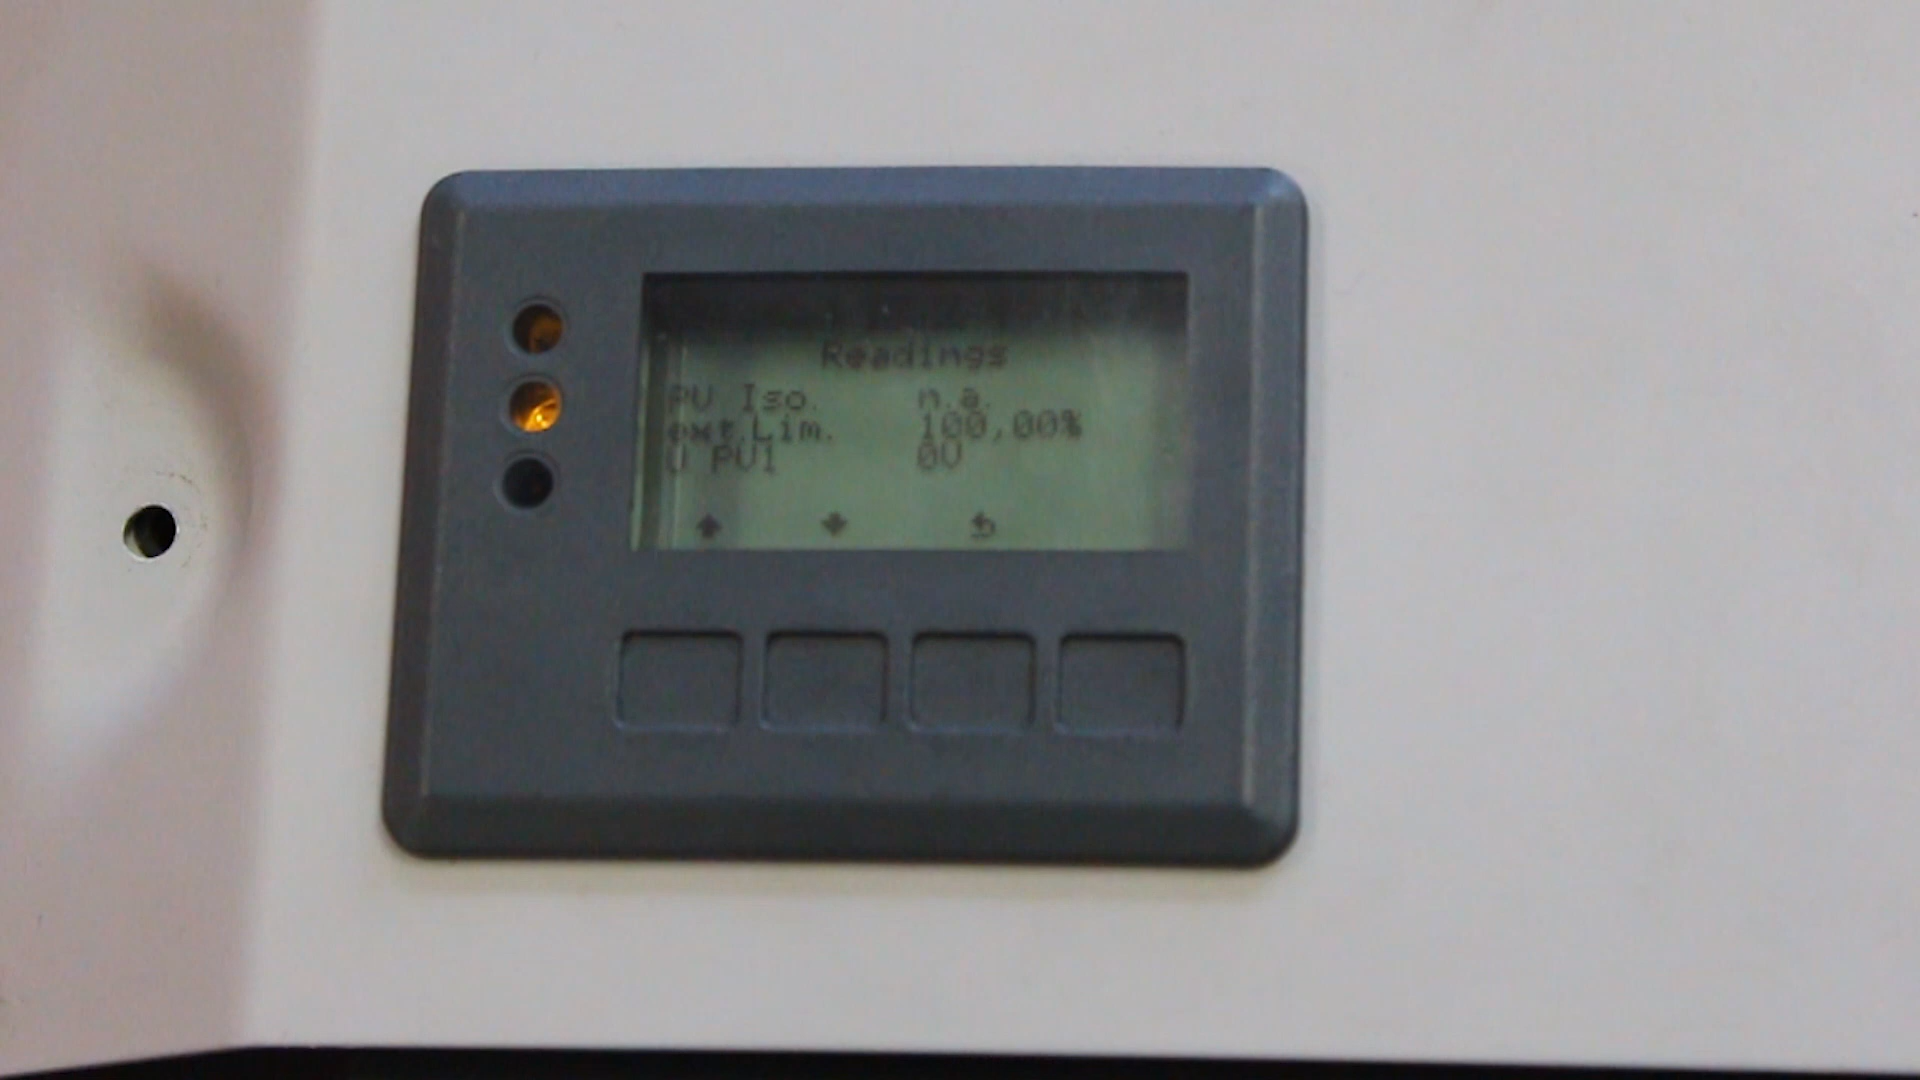 Readings
PV Iso. n.a.
ext.Lim. 100,00%
U PV1 0V